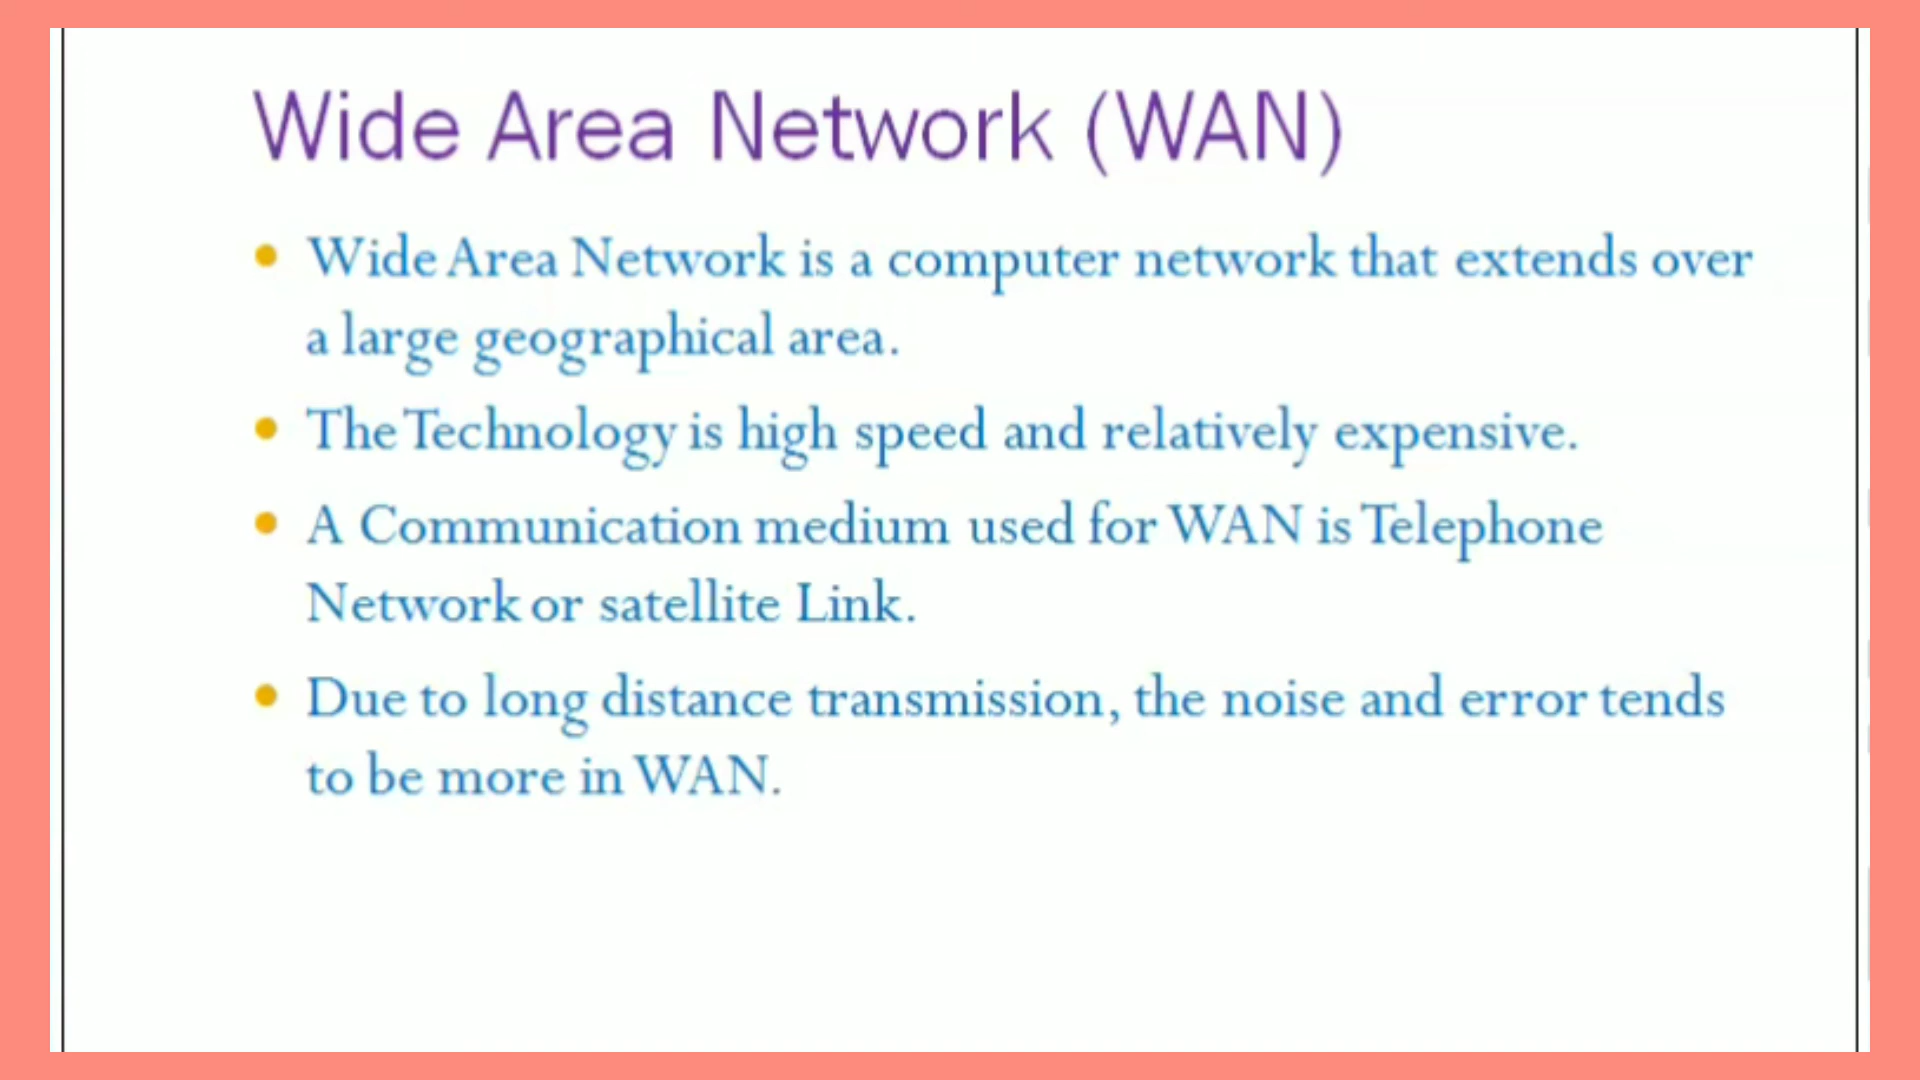 Wide Area Network (WAN)
• Wide Area Network is a computer network that extends over
a large geographical area.
• The Technology is high speed and relatively expensive.
• A Communication medium used for WAN is Telephone
Network or satellite Link.
• Due to long distance transmission, the noise and error tends
to be more in WAN.